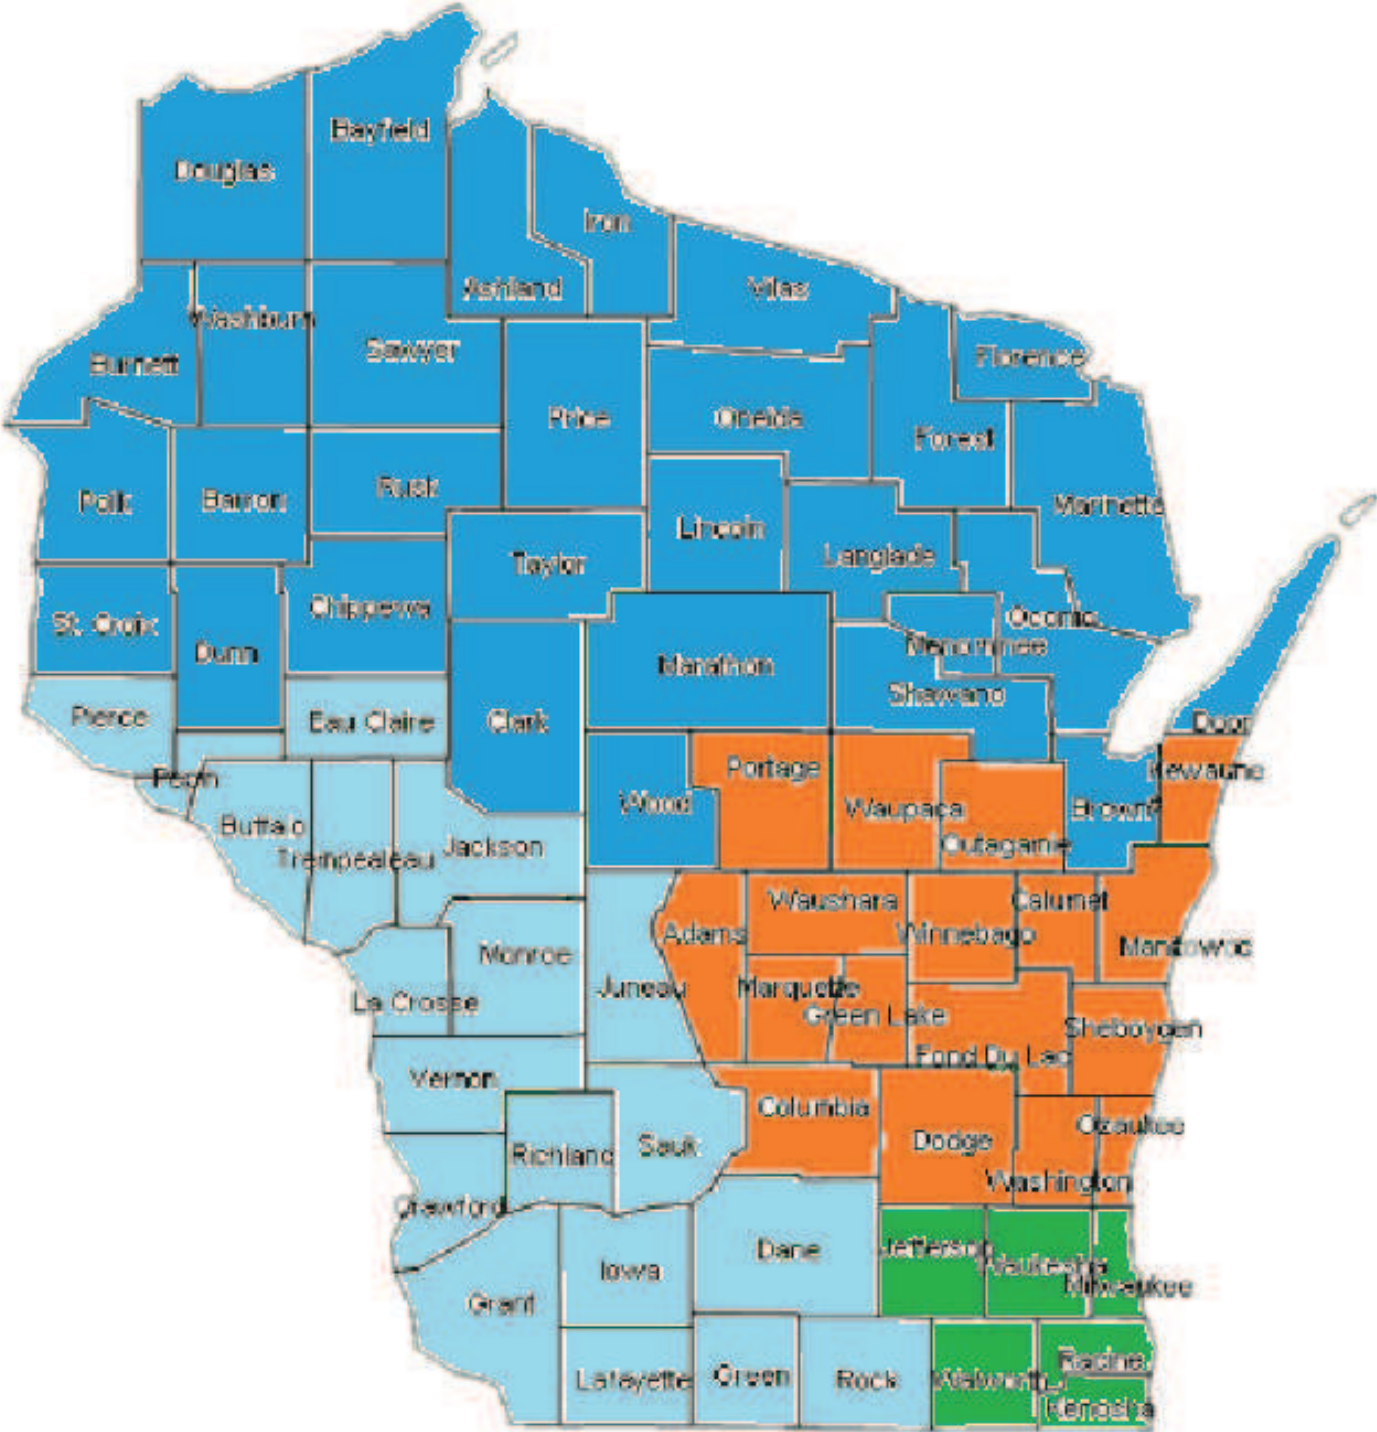 Bayfield
Douglas
Iron
Ashland
Vilas
Washburn
Sawyer
Florence
Burnett
Price
Oneida
Forest
Polk
Barron
Rusk
Marinette
Lincoln
Langlade
Taylor
Chippewa
Oconto
St. Croix
Dunn
Menominee
Marathon
Shawano
Pierce
Eau Claire
Clark
Door
Portage
Kewaune
Pepin
Wood
Waupaca
Brown
Buffalo
Outagamie
Jackson
Trempealeau
Waushara
Calumet
Adams
Winnebago
Manitowoc
Monroe
Juneau
Marquette
La Crosse
Green Lake
Sheboygen
Fond Du Lac
Vernon
Columbia
Ozaukee
Dodge
Sauk
Richland
Washington
Crawford
Dane
Jefferson
Waukesha
Iowa
Milwaukee
Grant
Racine
Lafayette
Green
Rock
Walworth
Kenosha